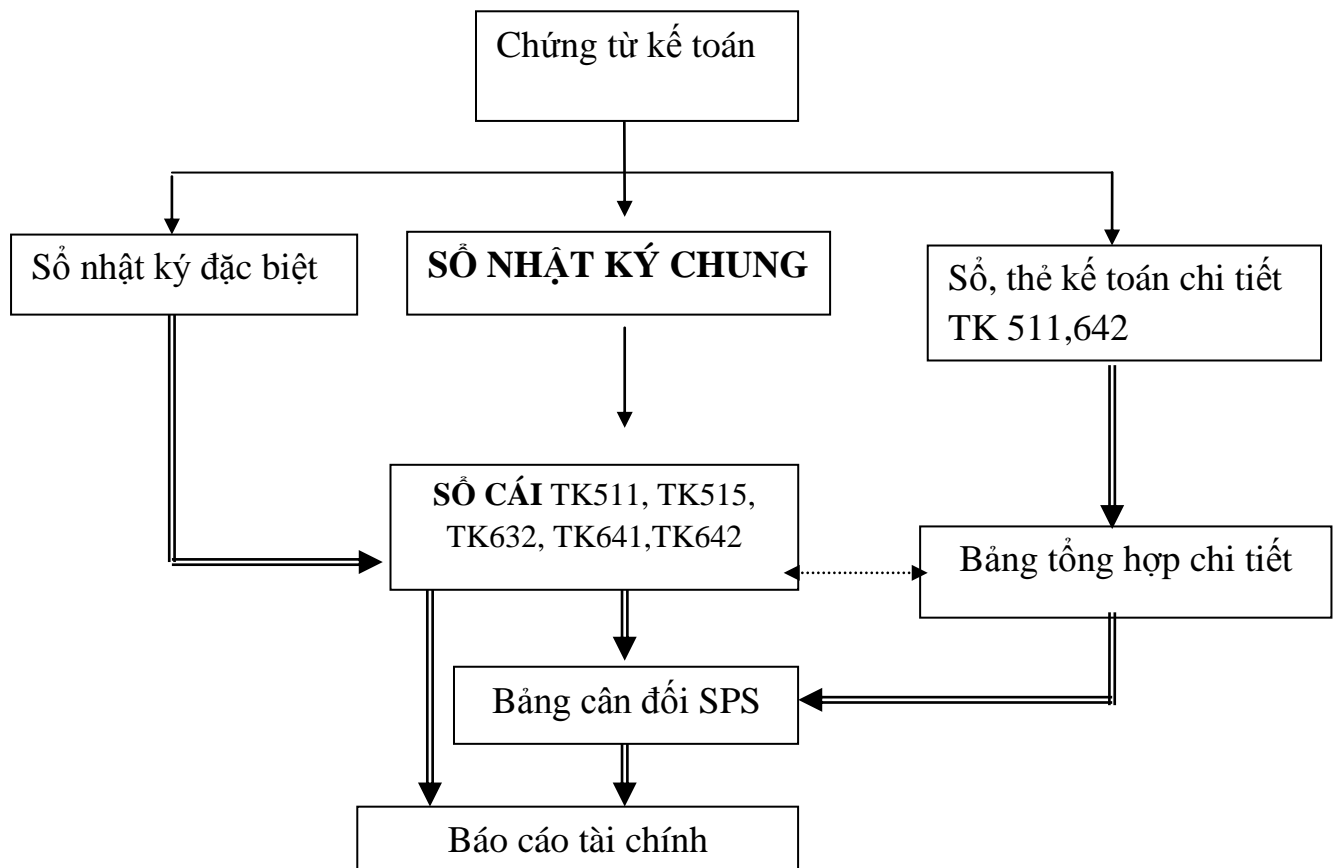 Chứng từ kế toán
Sổ nhật ký đặc biệt
SỔ NHẬT KÝ CHUNG
Sổ, thẻ kế toán chi tiết
TK 511,642
SỔ CÁI TK511, TK515,
TK632, TK641,TK642
Bảng tổng hợp chi tiết
Bảng cân đối SPS
Báo cáo tài chính